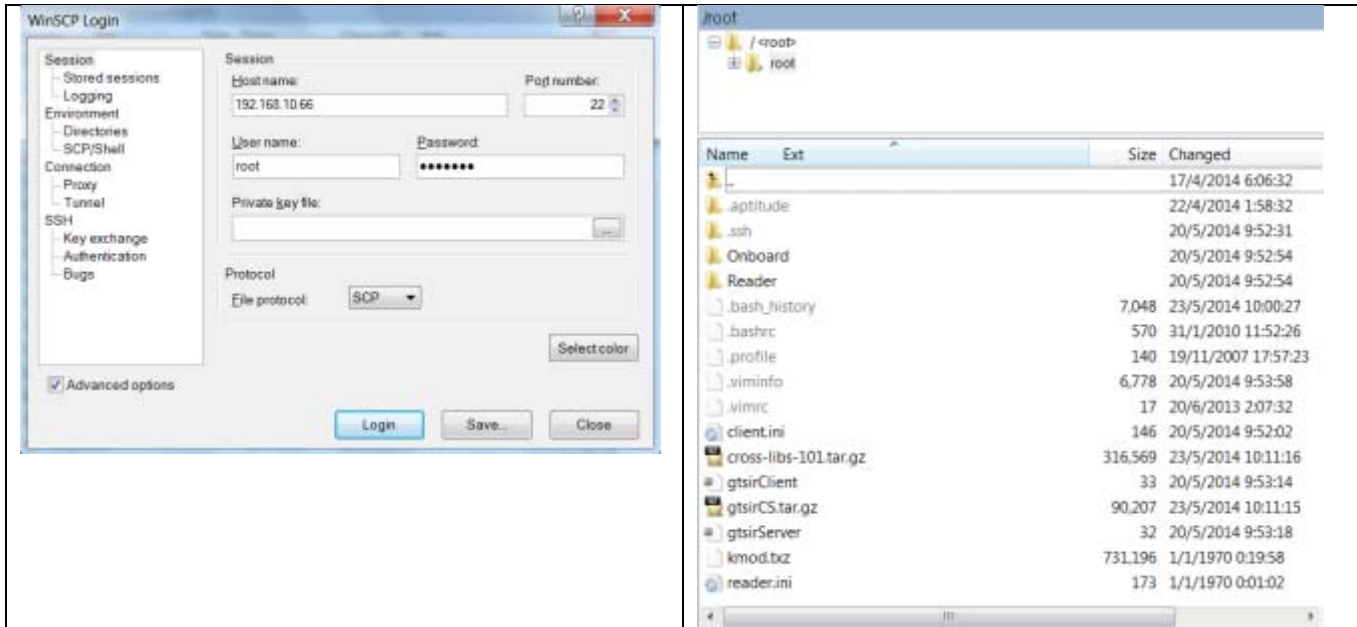 WinSCP Login
Session
Stored sessions
Logging
Environment
Directories
SCP/Shell
Connection
Proxy
Tunnel
SSH
Key exchange
Authentication
Bugs
Advanced options
Session
Host name:
Port number:
192.168.10.66
22
User name:
Password:
root
●●●●●●●
Private key file:
...
Protocol
File protocol:
SCP
Select color
Login
Save...
Close
/root
/ <root>
root
Name Ext Size Changed
.. 17/4/2014 6:06:32
.aptitude 22/4/2014 1:58:32
.ssh 20/5/2014 9:52:31
Onboard 20/5/2014 9:52:54
Reader 20/5/2014 9:52:54
.bash_history 7,048 23/5/2014 10:00:27
.bashrc 570 31/1/2010 11:52:26
.profile 140 19/11/2007 17:57:23
.viminfo 6,778 20/5/2014 9:53:58
.vimrc 17 20/6/2013 2:07:32
client.ini 146 20/5/2014 9:52:02
cross-libs-101.tar.gz 316,569 23/5/2014 10:11:16
gtsirClient 33 20/5/2014 9:53:14
gtsirCS.tar.gz 90,207 23/5/2014 10:11:15
gtsirServer 32 20/5/2014 9:53:18
kmod.txz 731,196 1/1/1970 0:19:58
reader.ini 173 1/1/1970 0:01:02